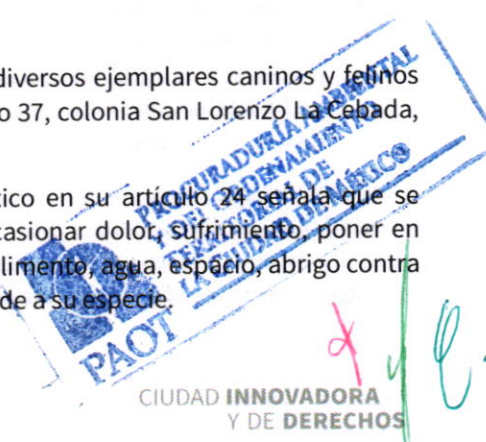 diversos ejemplares caninos y felinos
o 37, colonia San Lorenzo La Cebada,
tico en su artículo 24 señala que se
casionar dolor, sufrimiento, poner en
limento, agua, espacio, abrigo contra
de a su especie.
PROCURADURÍA AMBIENTAL
Y DEL ORDENAMIENTO
TERRITORIAL DE
LA CIUDAD DE MÉXICO
PAOT
CIUDAD INNOVADORA
Y DE DERECHOS